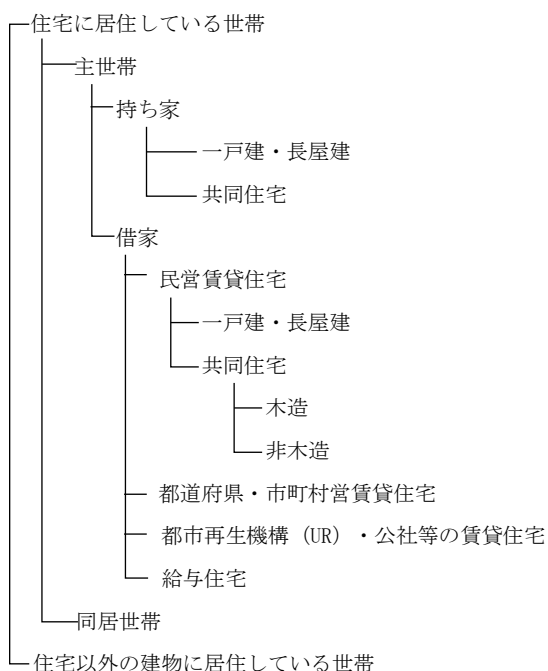 住宅に居住している世帯
主世帯
持ち家
一戸建・長屋建
共同住宅
借家
民営賃貸住宅
一戸建・長屋建
共同住宅
木造
非木造
都道府県・市町村営賃貸住宅
都市再生機構（UR）・公社等の賃貸住宅
給与住宅
同居世帯
住宅以外の建物に居住している世帯